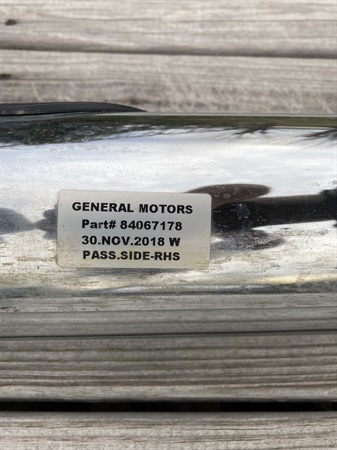 GENERAL MOTORS
Part# 84067178
30.NOV.2018 W
PASS.SIDE-RHS